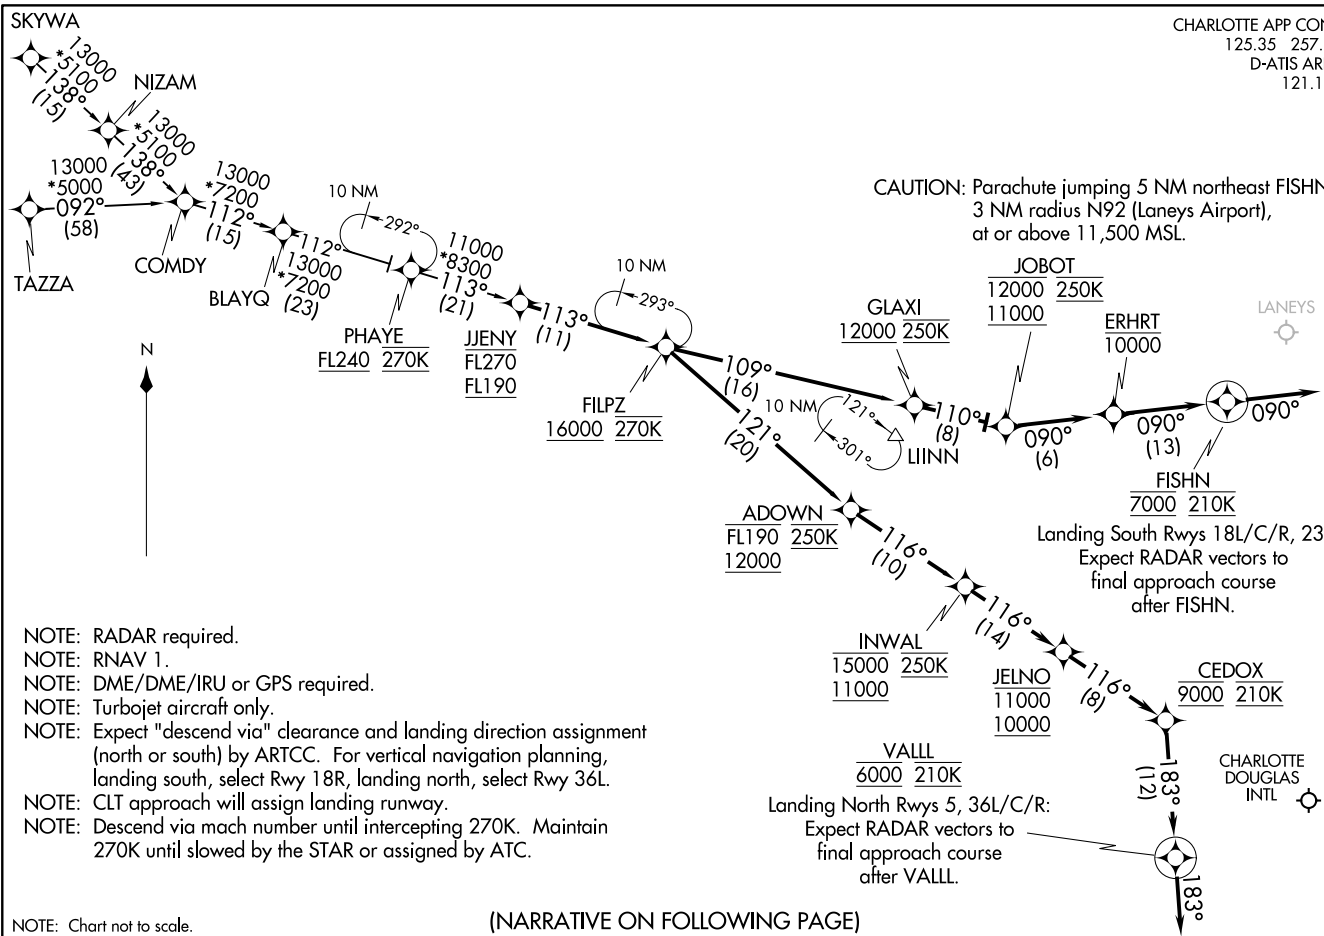 SKYWA
CHARLOTTE APP CON
125.35 257.
D-ATIS AR
121.1
13000
*5100
138°
(15)
NIZAM
13000
*5100
138°
(43)
13000
*5000
092°
(58)
TAZZA
COMDY
13000
*7200
112°
(15)
BLAYQ
112°
13000
*7200
(23)
10 NM
292°
PHAYE
FL240 270K
11000
*8300
113°
(21)
JJENY
FL270
FL190
113°
(11)
10 NM
293°
FILPZ
16000 270K
CAUTION: Parachute jumping 5 NM northeast FISHN
3 NM radius N92 (Laneys Airport),
at or above 11,500 MSL.
109°
(16)
GLAXI
12000 250K
110°
(8)
JOBOT
12000 250K
11000
090°
(6)
ERHRT
10000
090°
(13)
LANEYS
090°
FISHN
7000 210K
Landing South Rwys 18L/C/R, 23
Expect RADAR vectors to
final approach course
after FISHN.
10 NM
121°
301°
LIINN
121°
(20)
ADOWN
FL190 250K
12000
116°
(10)
INWAL
15000 250K
11000
116°
(14)
JELNO
11000
10000
116°
(8)
CEDOX
9000 210K
183°
(12)
CHARLOTTE
DOUGLAS
INTL
VALLL
6000 210K
Landing North Rwys 5, 36L/C/R:
Expect RADAR vectors to
final approach course
after VALLL.
183°
N
NOTE: RADAR required.
NOTE: RNAV 1.
NOTE: DME/DME/IRU or GPS required.
NOTE: Turbojet aircraft only.
NOTE: Expect "descend via" clearance and landing direction assignment
(north or south) by ARTCC. For vertical navigation planning,
landing south, select Rwy 18R, landing north, select Rwy 36L.
NOTE: CLT approach will assign landing runway.
NOTE: Descend via mach number until intercepting 270K. Maintain
270K until slowed by the STAR or assigned by ATC.
NOTE: Chart not to scale.
(NARRATIVE ON FOLLOWING PAGE)